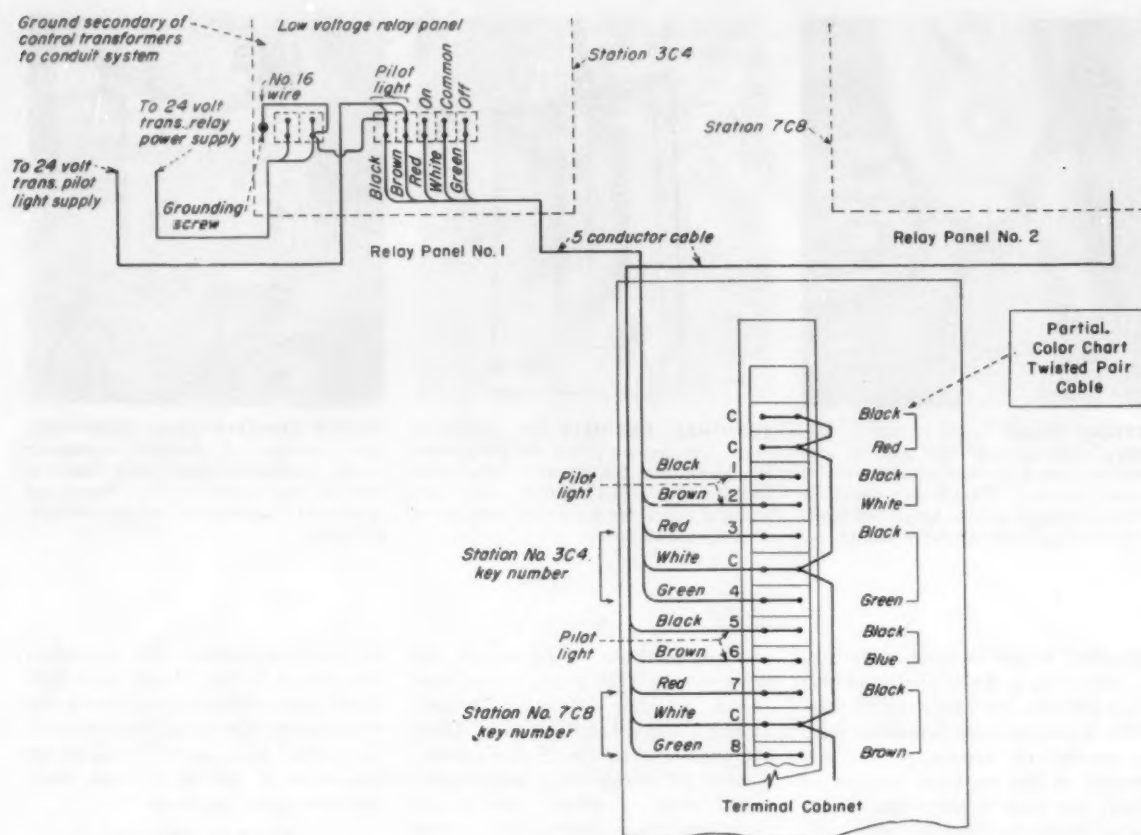 Ground secondary of
control transformers
to conduit system
Low voltage relay panel
Station 3C4
No. 16
wire
Pilot
light
On
Common
Off
To 24 volt
trans. relay
power supply
Station 7C8
To 24 volt
trans. pilot
light supply
Black
Brown
Red
White
Green
Grounding
screw
Relay Panel No. 1
5 conductor cable
Relay Panel No. 2
Partial
Color Chart
Twisted Pair
Cable
C
Black
C
Red
Pilot
light
Black 1
Black
Brown 2
White
Red 3
Black
Station No. 3C4
key number
White C
Green 4
Green
Black 5
Black
Pilot
light
Brown 6
Blue
Red 7
Black
Station No. 7C8
key number
White C
Green 8
Brown
Terminal Cabinet